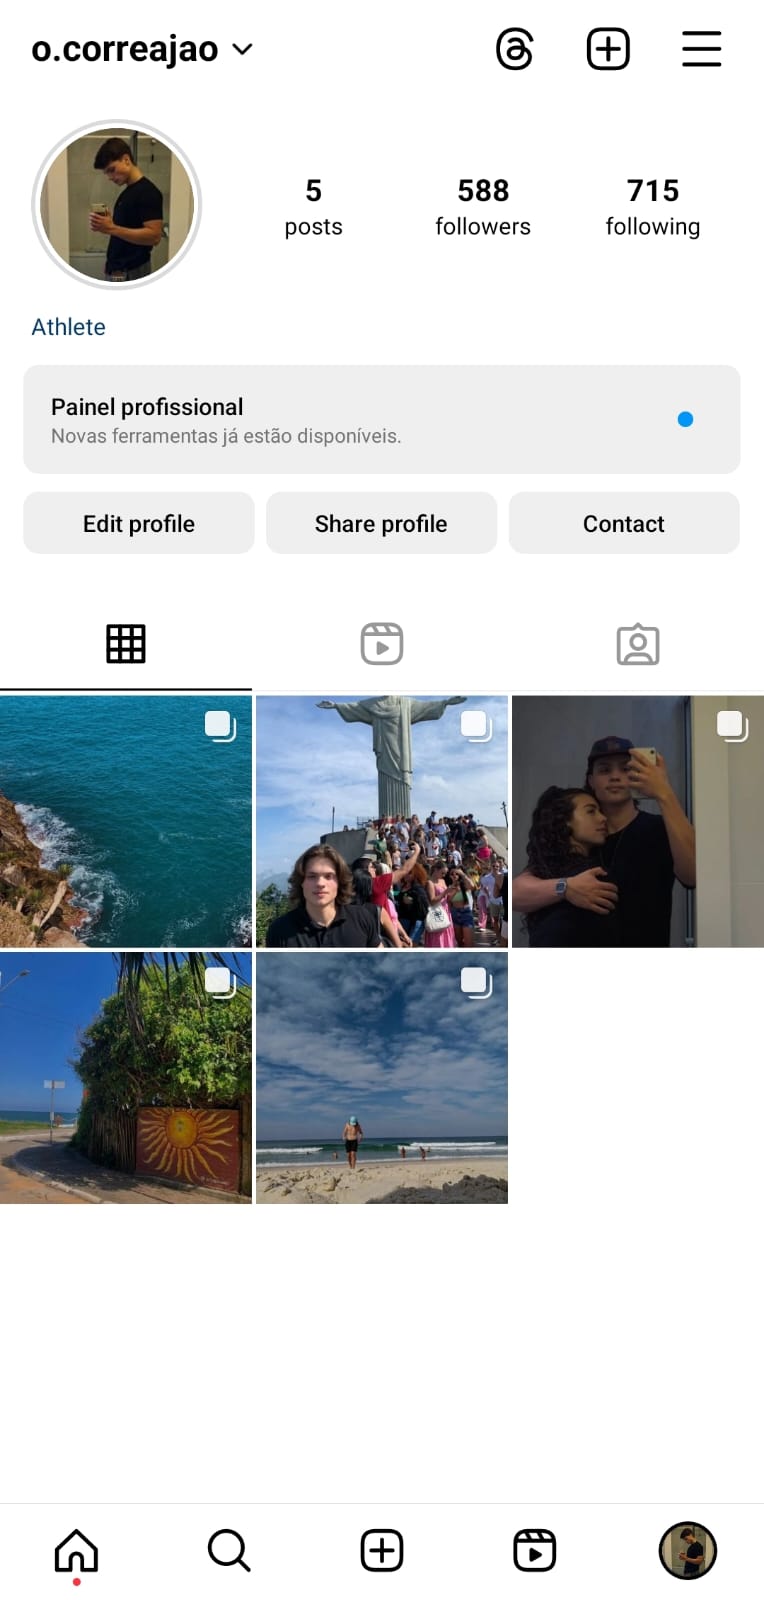 o.correajao
5 588 715
posts followers following
Athlete
Painel profissional
Novas ferramentas já estão disponíveis.
Edit profile Share profile Contact